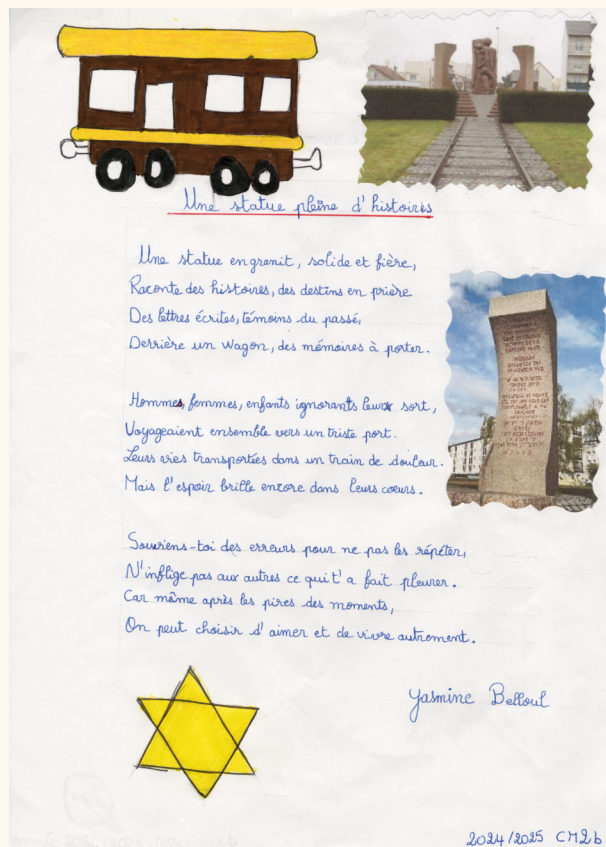 Une statue pleine d'histoires
Une statue en granit, solide et fière,
Raconte des histoires, des destins en prière
Des lettres écrites, témoins du passé,
Derrière un wagon, des mémoires à porter.
Hommes, femmes, enfants ignorants leurs sort,
Voyageaient ensemble vers un triste port.
Leurs vies transportées dans un train de douleur.
Mais l'espoir brille encore dans leurs cœurs.
Souviens-toi des erreurs pour ne pas les répéter,
N'inflige pas aux autres ce qui t'a fait pleurer.
Car même après les pires des moments,
On peut choisir d'aimer et de vivre autrement.
Yasmine Belloul
2024/2025 CM2b